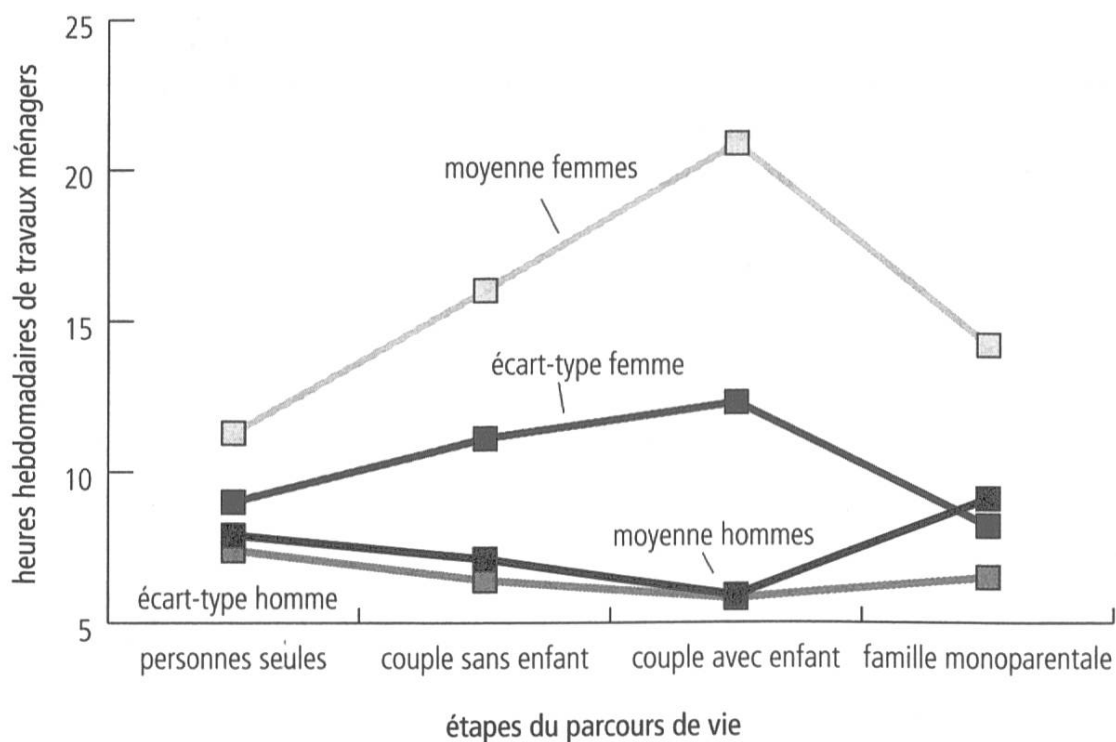 25
20
15
10
5
heures hebdomadaires de travaux ménagers
moyenne femmes
écart-type femme
moyenne hommes
écart-type homme
personnes seules
couple sans enfant
couple avec enfant
famille monoparentale
étapes du parcours de vie